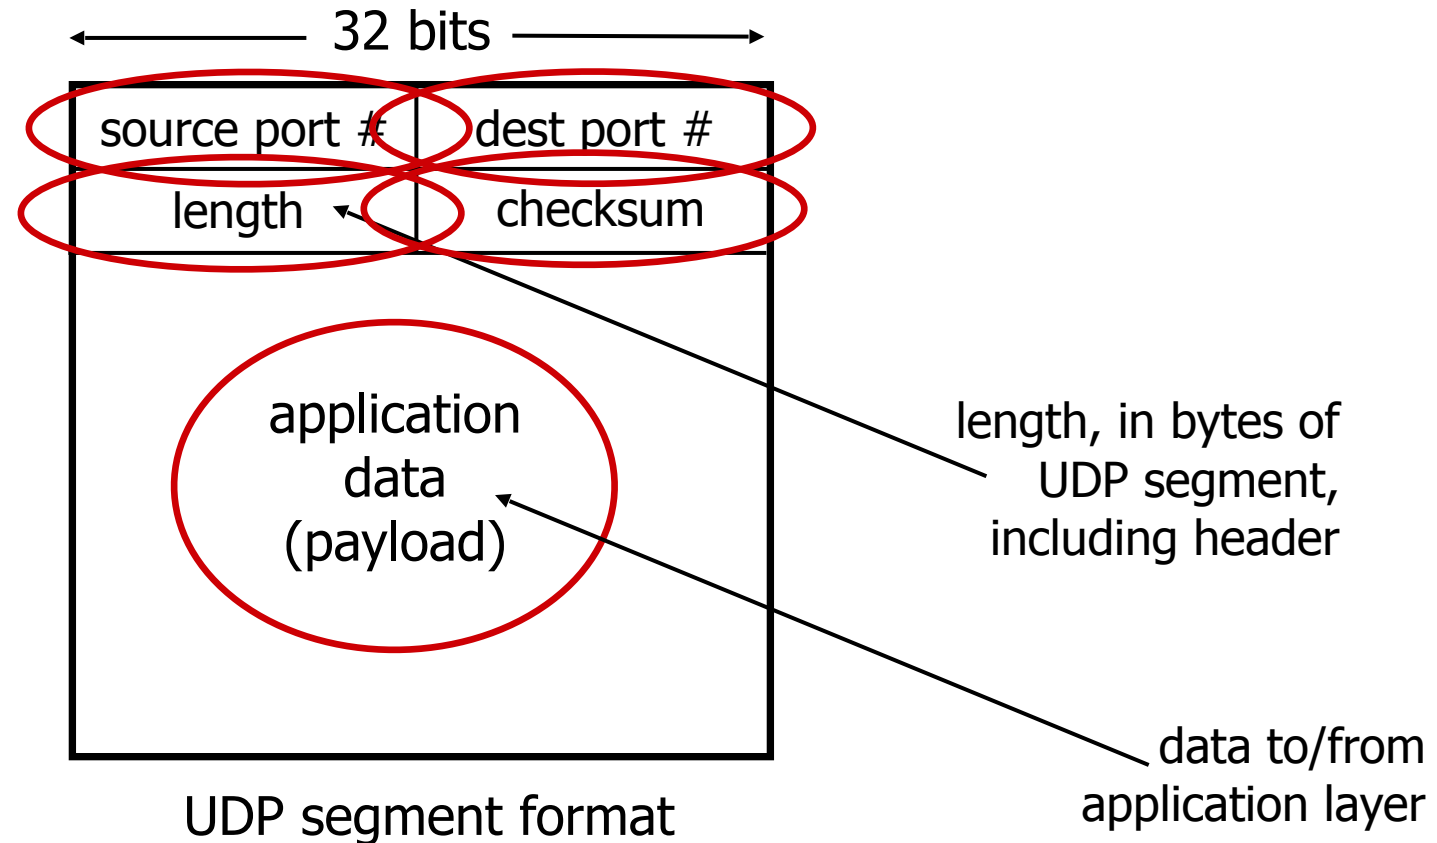 32 bits
source port #
dest port #
length
checksum
application
data
(payload)
length, in bytes of
UDP segment,
including header
data to/from
application layer
UDP segment format